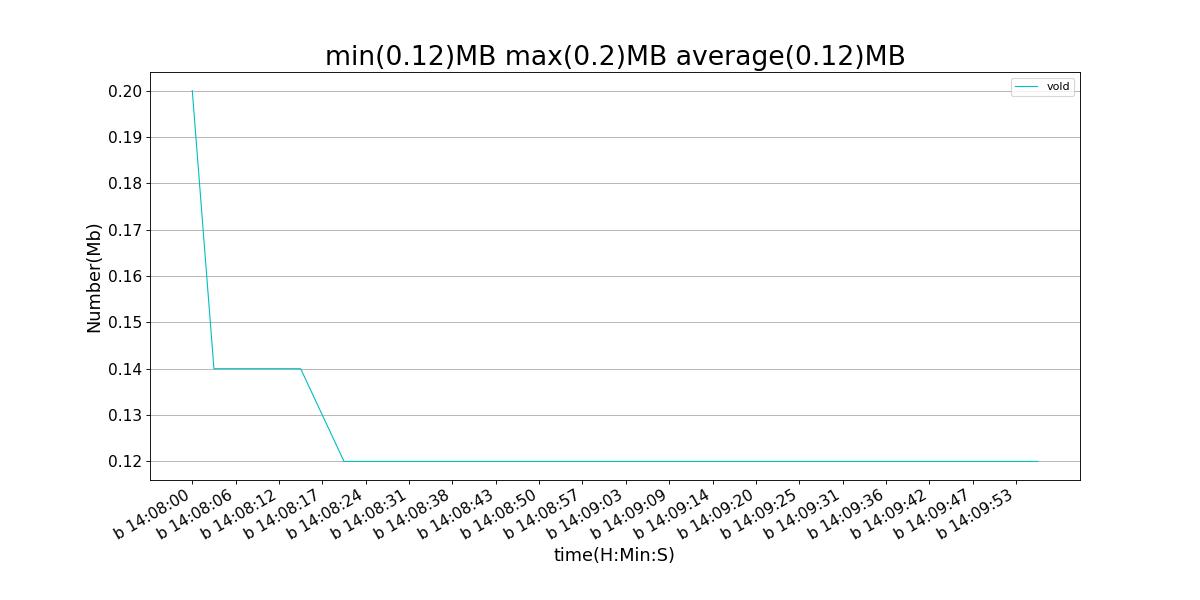 min(0.12)MB max(0.2)MB average(0.12)MB
vold
Number(Mb)
0.20
0.19
0.18
0.17
0.16
0.15
0.14
0.13
0.12
b 14:08:00
b 14:08:06
b 14:08:12
b 14:08:17
b 14:08:24
b 14:08:31
b 14:08:38
b 14:08:43
b 14:08:50
b 14:08:57
b 14:09:03
b 14:09:09
b 14:09:14
b 14:09:20
b 14:09:25
b 14:09:31
b 14:09:36
b 14:09:42
b 14:09:47
b 14:09:53
time(H:Min:S)